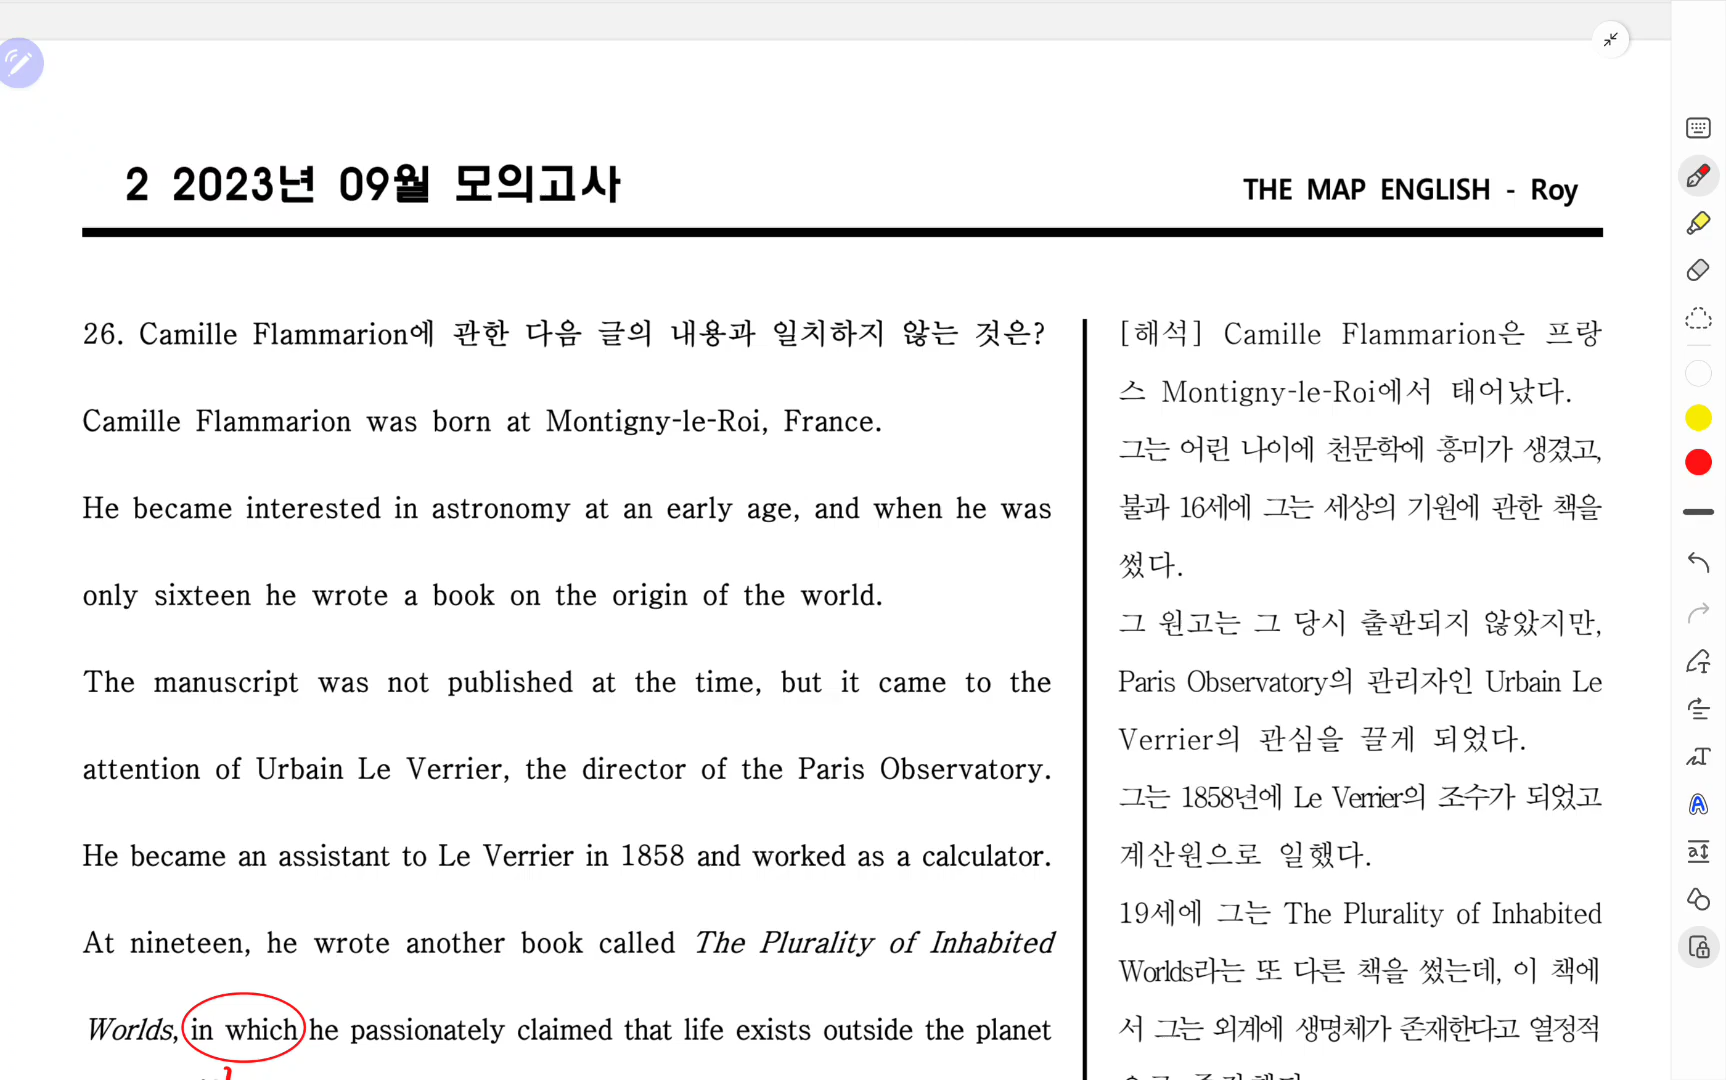 2 2023년 09월 모의고사
THE MAP ENGLISH - Roy
26. Camille Flammarion에 관한 다음 글의 내용과 일치하지 않는 것은?
Camille Flammarion was born at Montigny-le-Roi, France.
He became interested in astronomy at an early age, and when he was
only sixteen he wrote a book on the origin of the world.
The manuscript was not published at the time, but it came to the
attention of Urbain Le Verrier, the director of the Paris Observatory.
He became an assistant to Le Verrier in 1858 and worked as a calculator.
At nineteen, he wrote another book called The Plurality of Inhabited
Worlds, in which he passionately claimed that life exists outside the planet
[해석] Camille Flammarion은 프랑
스 Montigny-le-Roi에서 태어났다.
그는 어린 나이에 천문학에 흥미가 생겼고,
불과 16세에 그는 세상의 기원에 관한 책을
썼다.
그 원고는 그 당시 출판되지 않았지만,
Paris Observatory의 관리자인 Urbain Le
Verrier의 관심을 끌게 되었다.
그는 1858년에 Le Verrier의 조수가 되었고
계산원으로 일했다.
19세에 그는 The Plurality of Inhabited
Worlds라는 또 다른 책을 썼는데, 이 책에
서 그는 외계에 생명체가 존재한다고 열정적